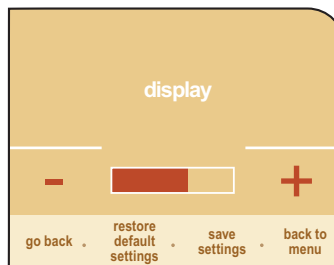 display
- +
go back . restore default settings . save settings . back to menu